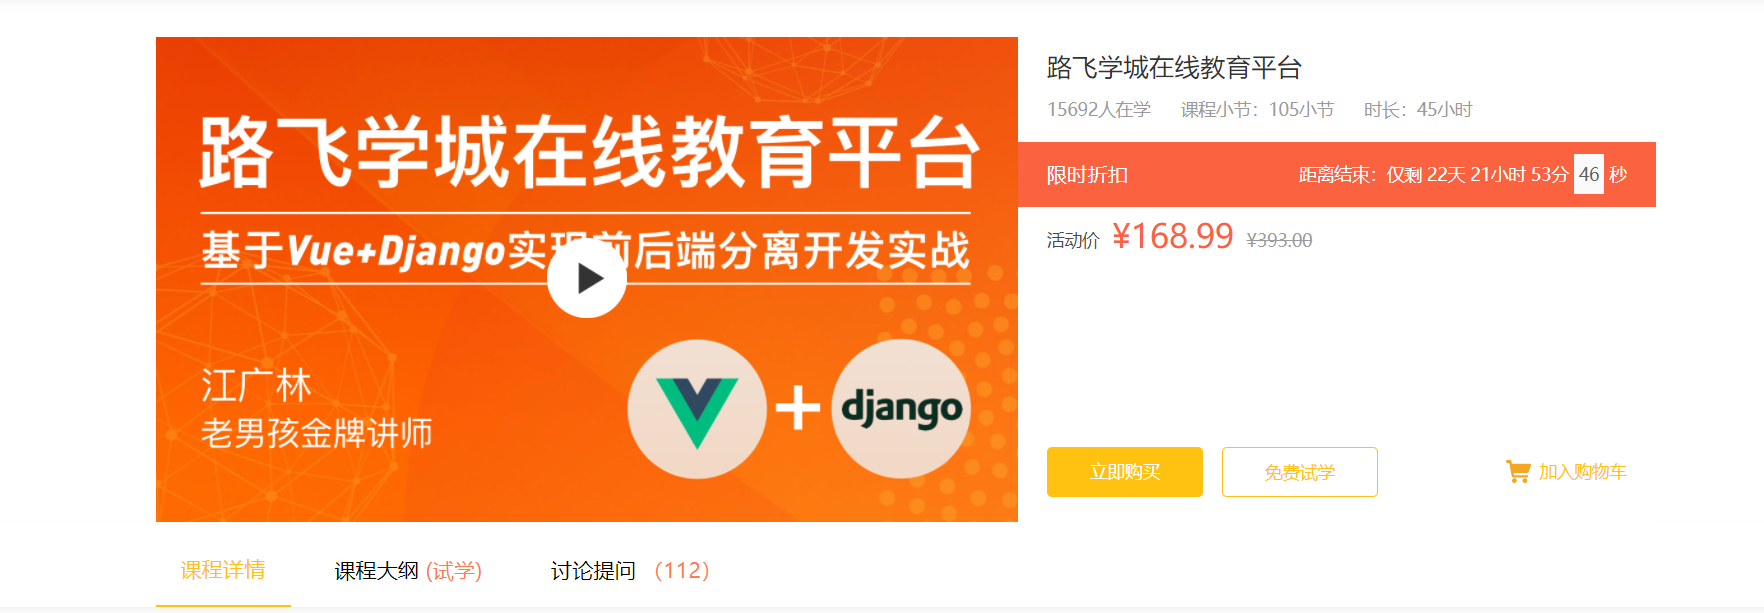 路飞学城在线教育平台
基于Vue+Django实现前后端分离开发实战
江广林
老男孩金牌讲师
django
路飞学城在线教育平台
15692人在学 课程小节：105小节 时长：45小时
限时折扣 距离结束：仅剩 22天 21小时 53分 46 秒
活动价 ¥168.99 ¥393.00
立即购买 免费试学 加入购物车
课程详情 课程大纲 (试学) 讨论提问 （112）